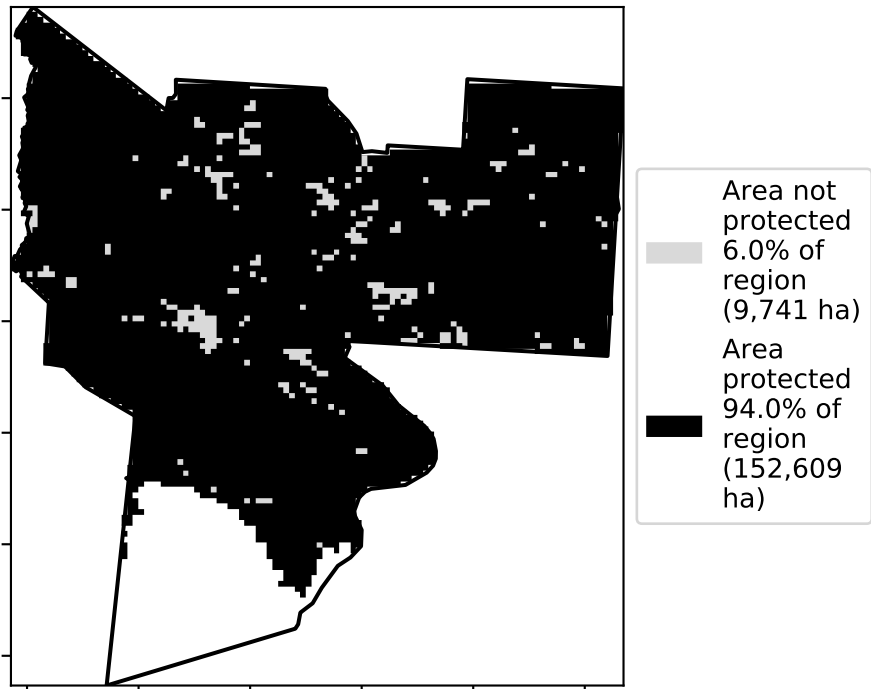 Area not
protected
6.0% of
region
(9,741 ha)
Area
protected
94.0% of
region
(152,609
ha)